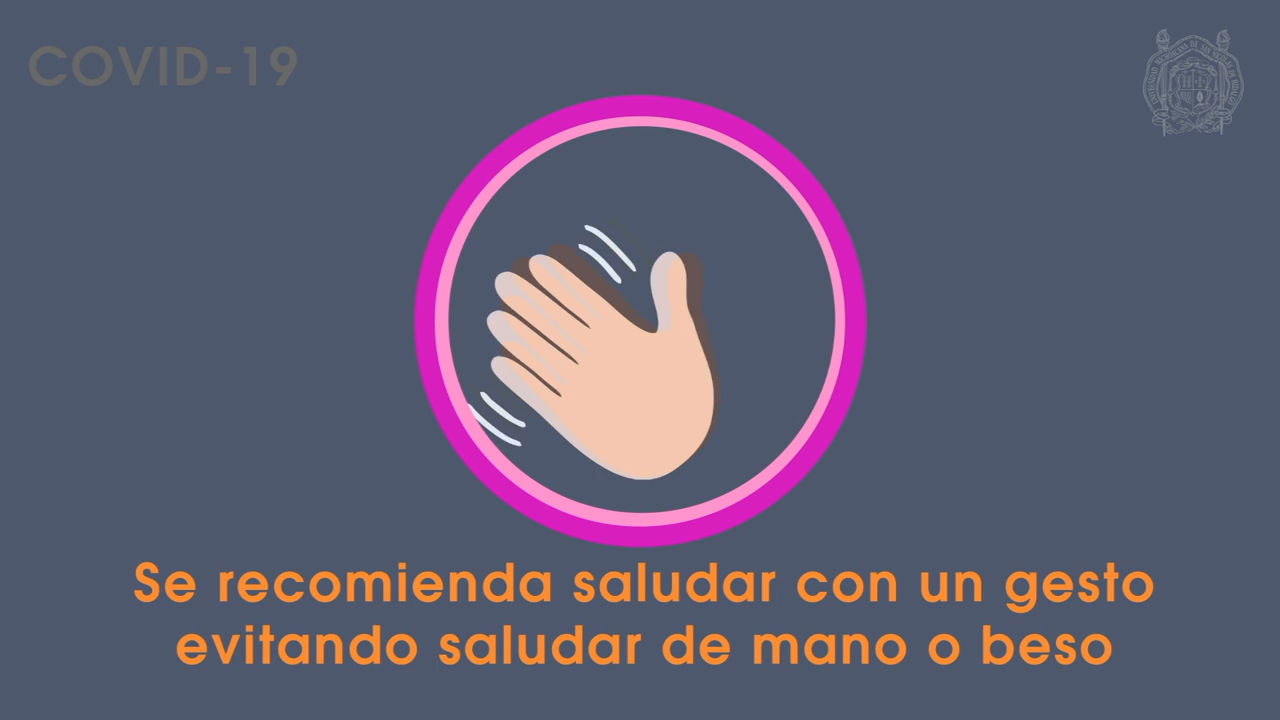 COVID-19
Se recomienda saludar con un gesto
evitando saludar de mano o beso